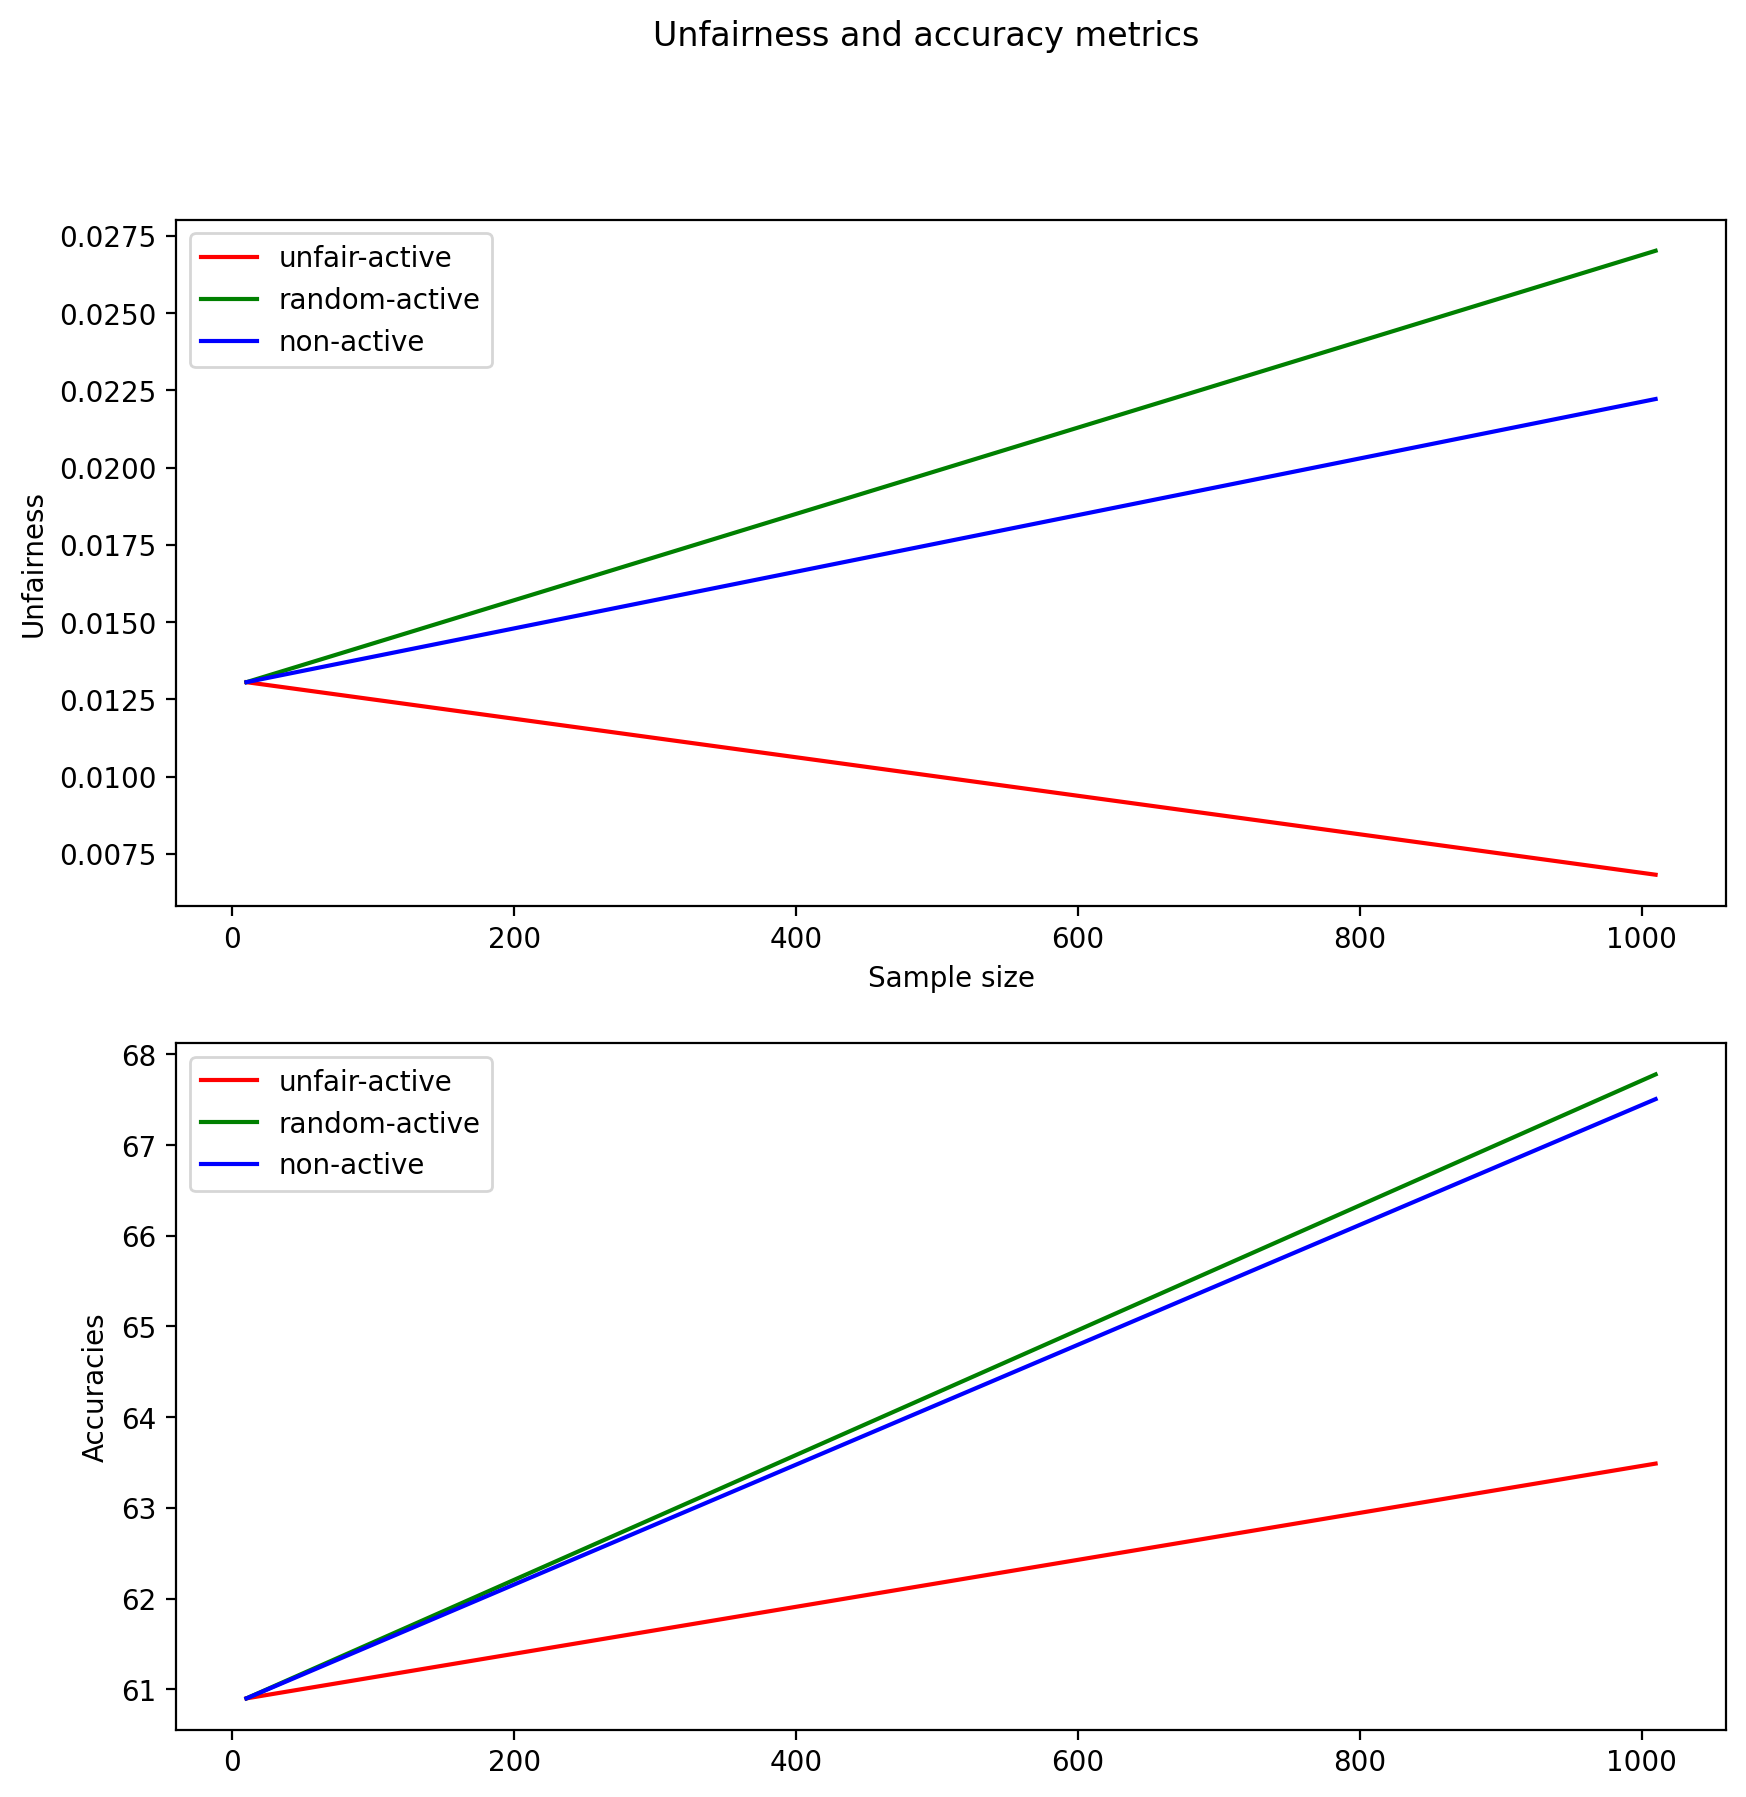 Unfairness and accuracy metrics
0.0275
0.0250
0.0225
0.0200
0.0175
0.0150
0.0125
0.0100
0.0075
Unfairness
unfair-active
random-active
non-active
0 200 400 600 800 1000
Sample size
68
67
66
65
64
63
62
61
Accuracies
unfair-active
random-active
non-active
0 200 400 600 800 1000